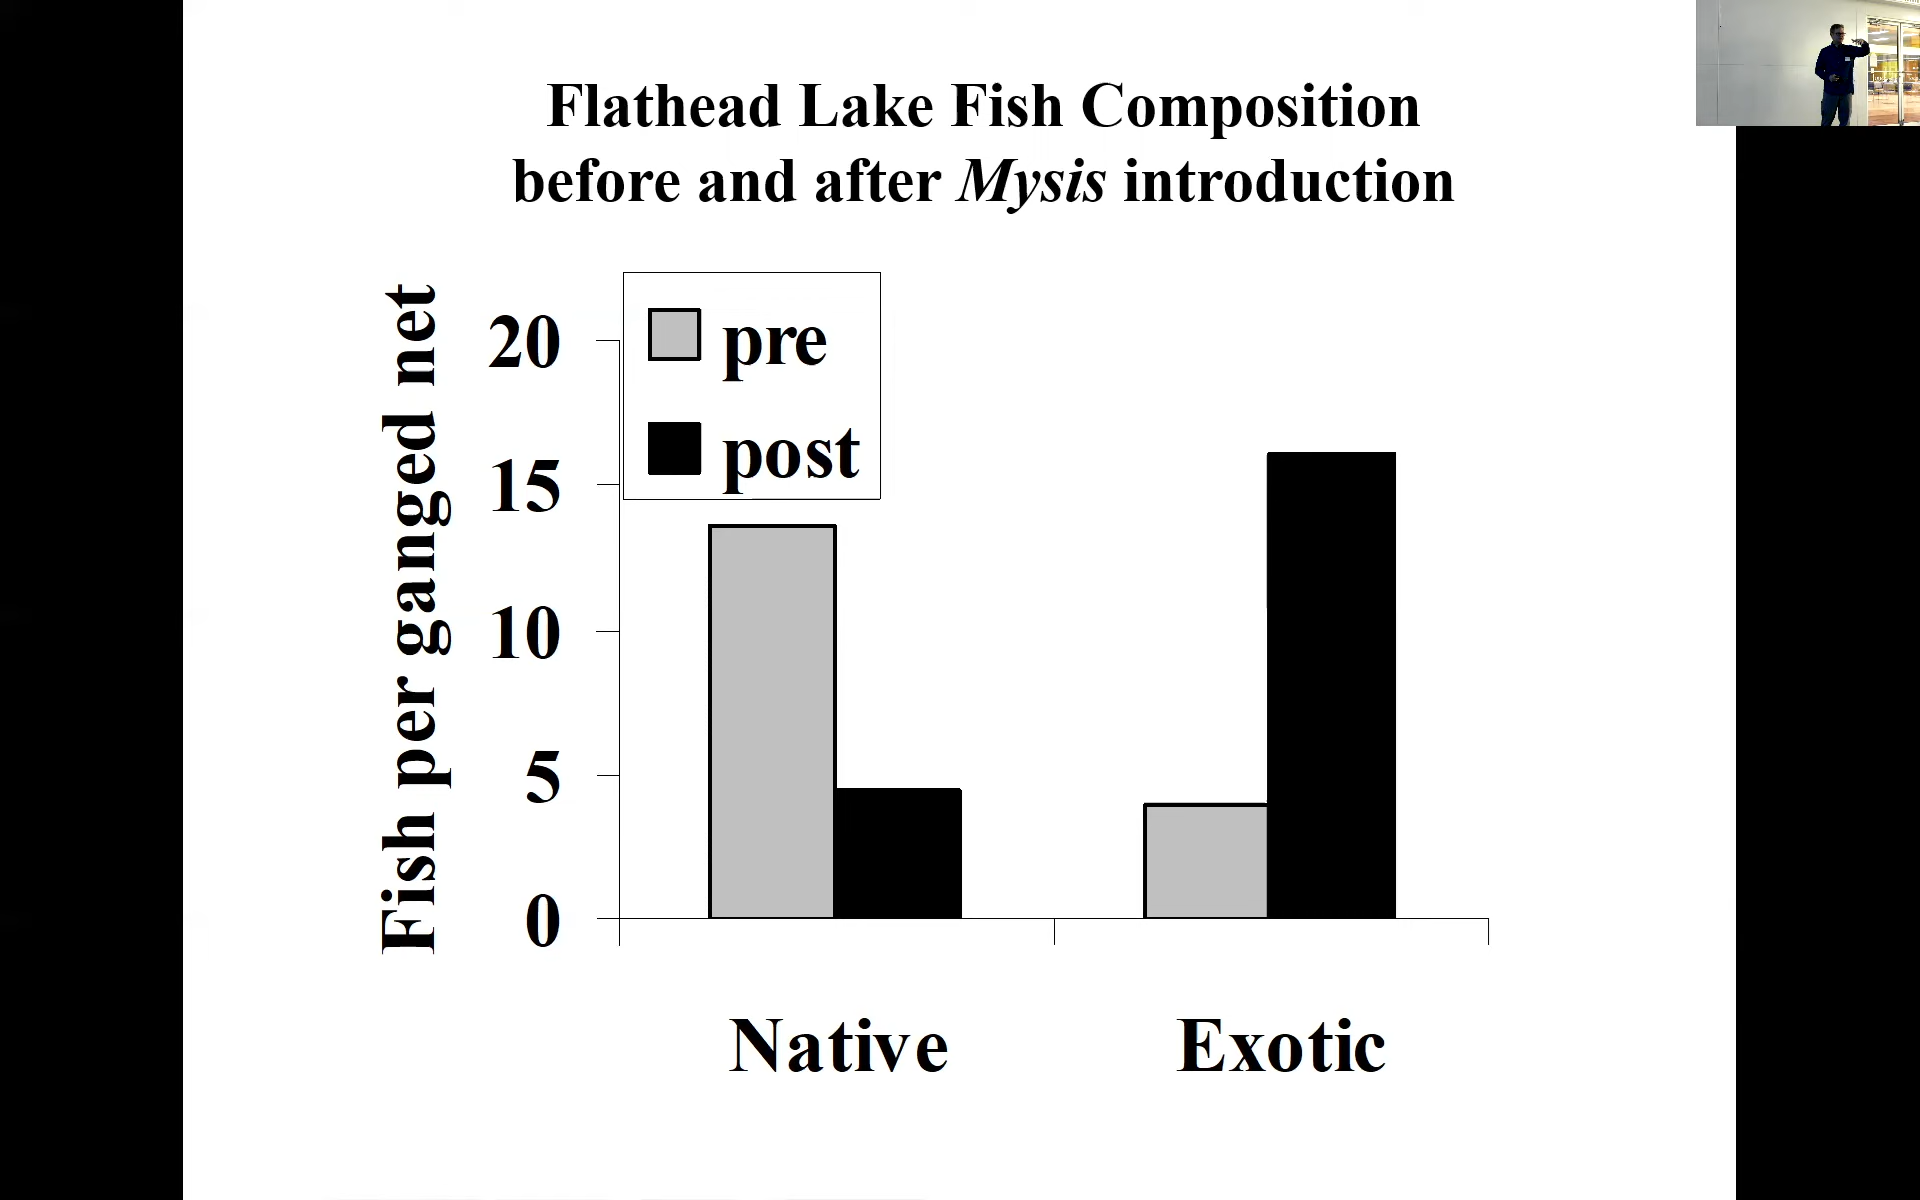 Flathead Lake Fish Composition
before and after Mysis introduction
Fish per ganged net
20
15
10
5
0
pre
post
Native
Exotic